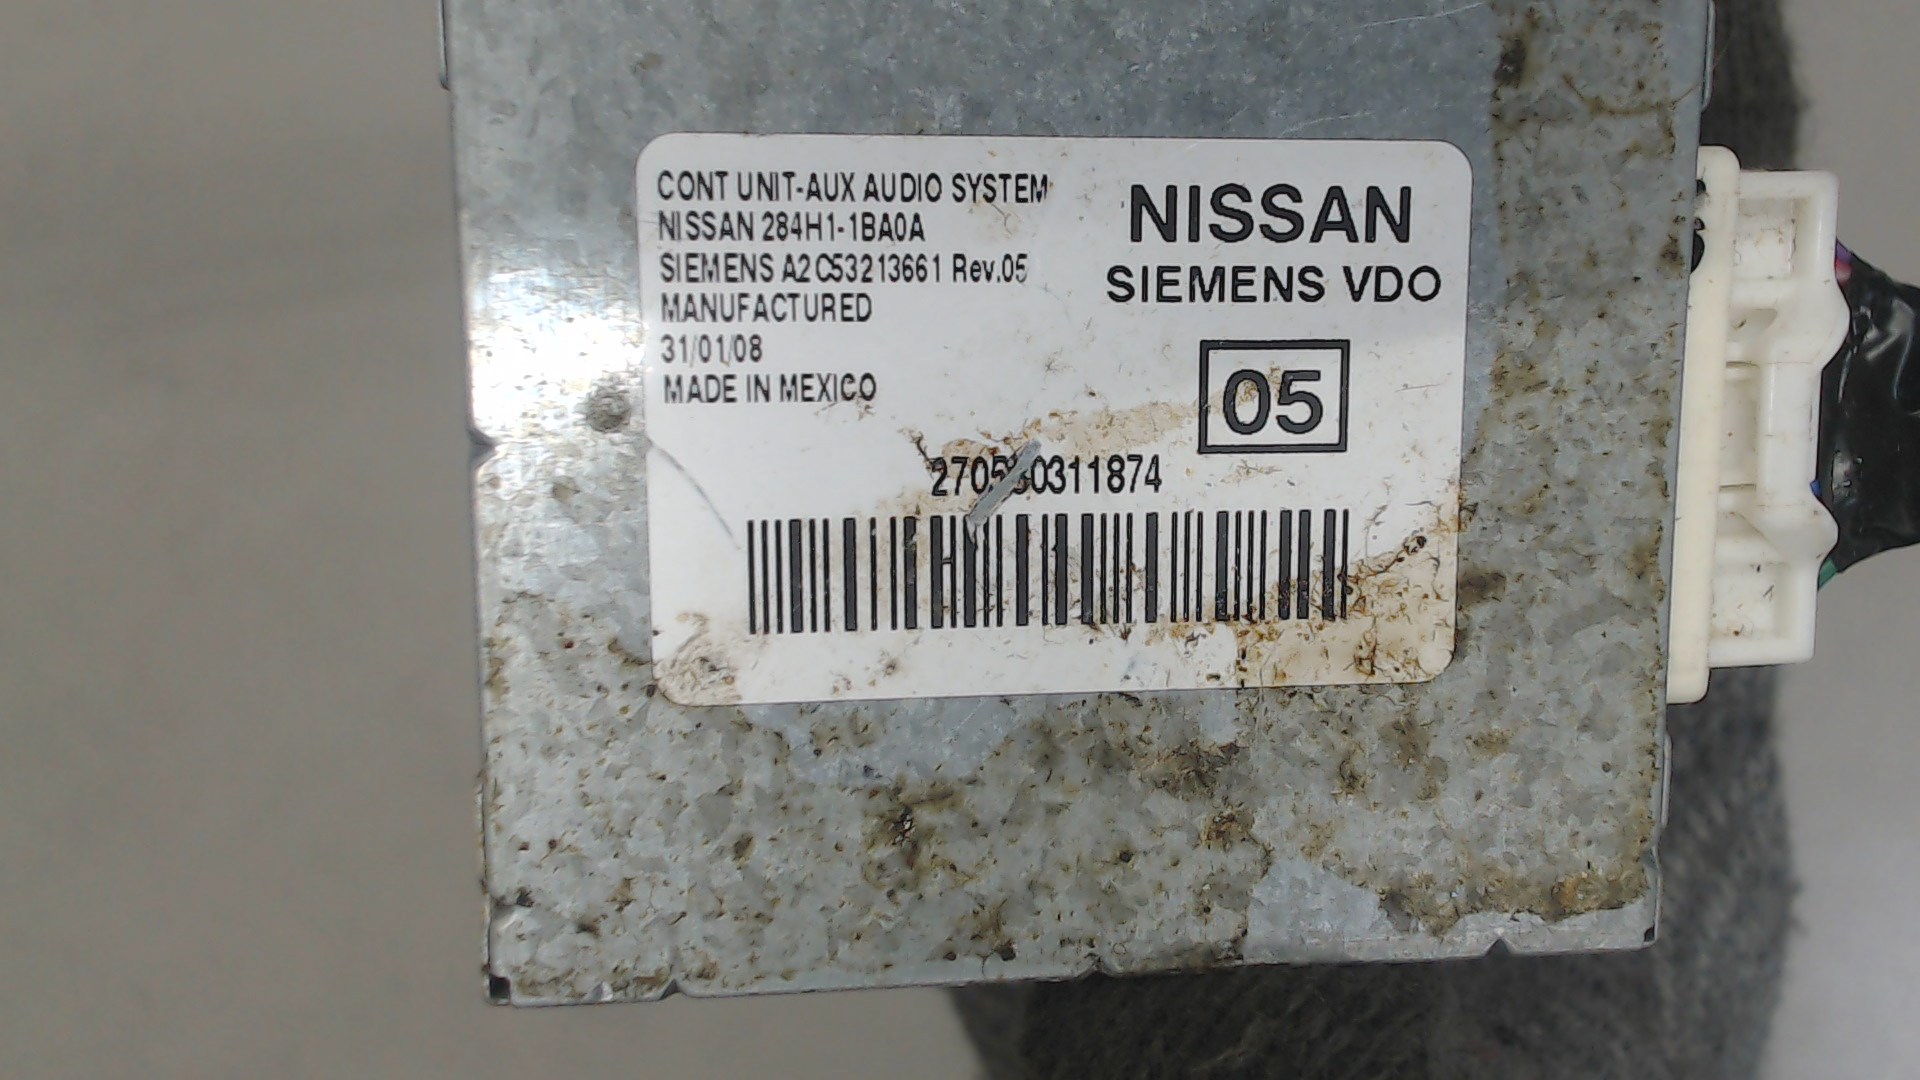 CONT UNIT-AUX AUDIO SYSTEM
NISSAN 284H1-1BA0A
SIEMENS A2C53213661 Rev.05
MANUFACTURED
31/01/08
MADE IN MEXICO
NISSAN
SIEMENS VDO
05